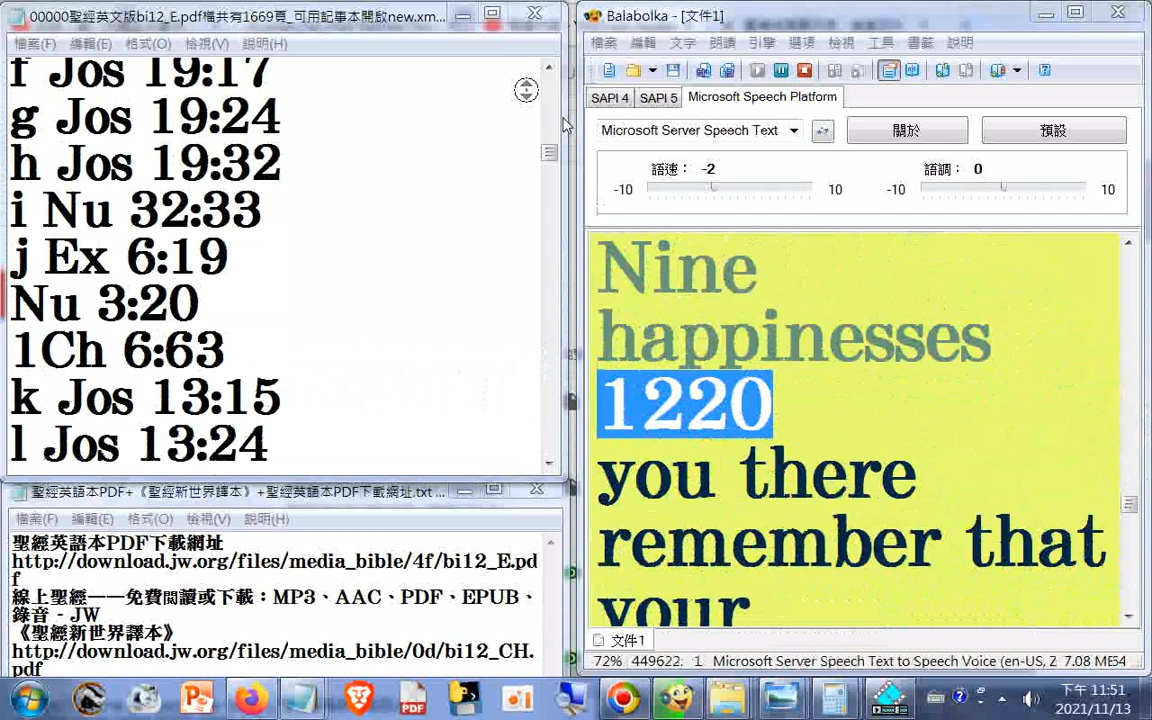 00000聖經英文版bi12_E.pdf檔共有1669頁_可用記事本開啟new.xm...
檔案(F) 編輯(E) 格式(O) 檢視(V) 說明(H)
f Jos 19:17
g Jos 19:24
h Jos 19:32
i Nu 32:33
j Ex 6:19
Nu 3:20
1Ch 6:63
k Jos 13:15
l Jos 13:24
聖經英語本PDF+《聖經新世界譯本》+聖經英語本PDF下載網址.txt ...
檔案(F) 編輯(E) 格式(O) 檢視(V) 說明(H)
聖經英語本PDF下載網址
http://download.jw.org/files/media_bible/4f/bi12_E.pd
f
線上聖經——免費閱讀或下載：MP3、AAC、PDF、EPUB、
錄音 - JW
《聖經新世界譯本》
http://download.jw.org/files/media_bible/0d/bi12_CH.
pdf
Balabolka - [文件1]
檔案 編輯 文字 朗讀 引擎 選項 檢視 工具 書籤 說明
SAPI 4 SAPI 5 Microsoft Speech Platform
Microsoft Server Speech Text 關於 預設
語速： -2 語調： 0
-10 10 -10 10
Nine
happinesses
1220
you there
remember that
your
文件1
72% 449622: 1 Microsoft Server Speech Text to Speech Voice (en-US, Z 7.08 ME54
下午 11:51
2021/11/13